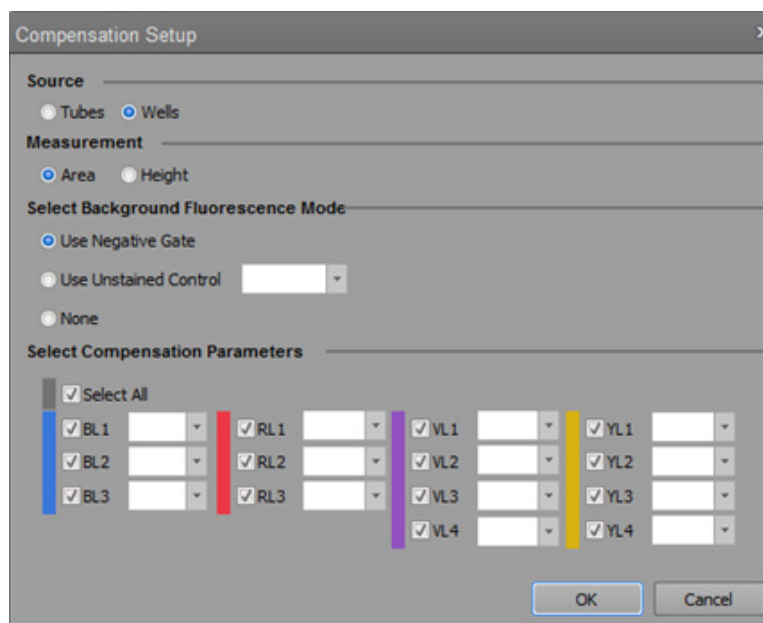 Compensation Setup
Source
Tubes Wells
Measurement
Area Height
Select Background Fluorescence Mode
Use Negative Gate
Use Unstained Control
None
Select Compensation Parameters
Select All
BL1 RL1 VL1 YL1
BL2 RL2 VL2 YL2
BL3 RL3 VL3 YL3
VL4 YL4
OK Cancel